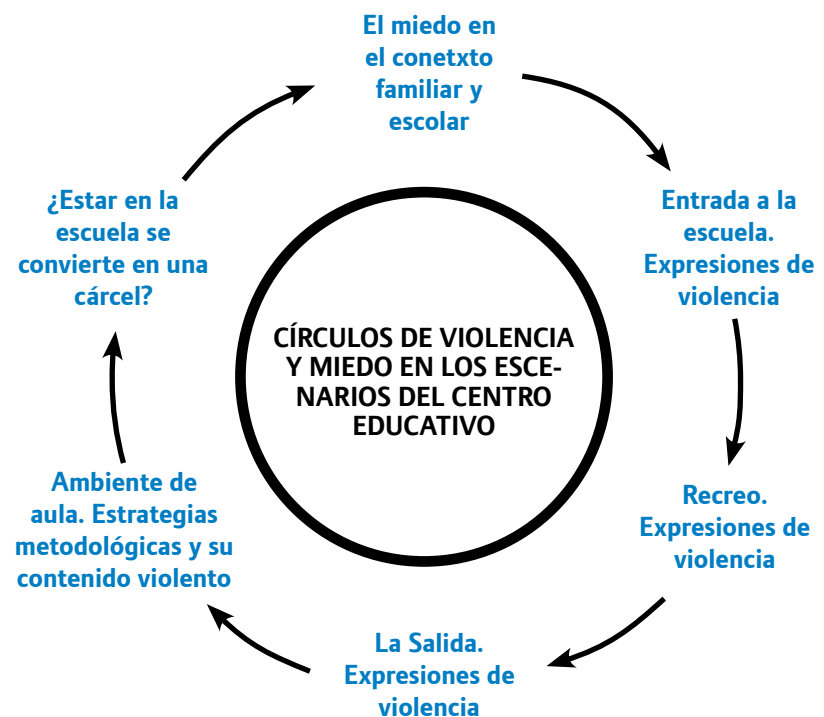 El miedo en
el conetxto
familiar y
escolar
Entrada a la
escuela.
Expresiones de
violencia
Recreo.
Expresiones de
violencia
La Salida.
Expresiones de
violencia
Ambiente de
aula. Estrategias
metodológicas y su
contenido violento
¿Estar en la
escuela se
convierte en una
cárcel?
CÍRCULOS DE VIOLENCIA
Y MIEDO EN LOS ESCE-
NARIOS DEL CENTRO
EDUCATIVO